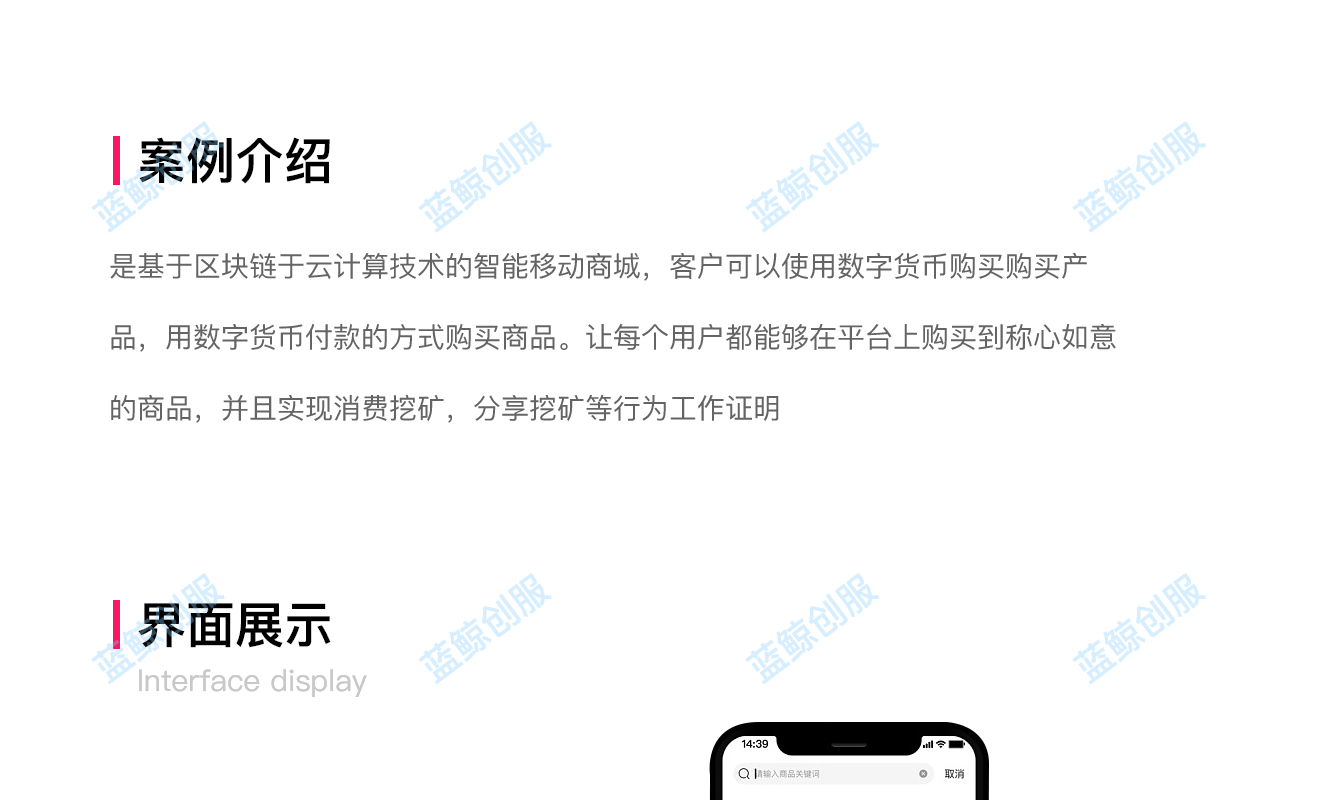 案例介绍
蓝鲸创服 蓝鲸创服 蓝鲸创服 蓝鲸创服
是基于区块链于云计算技术的智能移动商城，客户可以使用数字货币购买购买产
品，用数字货币付款的方式购买商品。让每个用户都能够在平台上购买到称心如意
的商品，并且实现消费挖矿，分享挖矿等行为工作证明
界面展示
蓝鲸创服 蓝鲸创服 蓝鲸创服 蓝鲸创服
Interface display
14:39
请输入商品关键词 取消